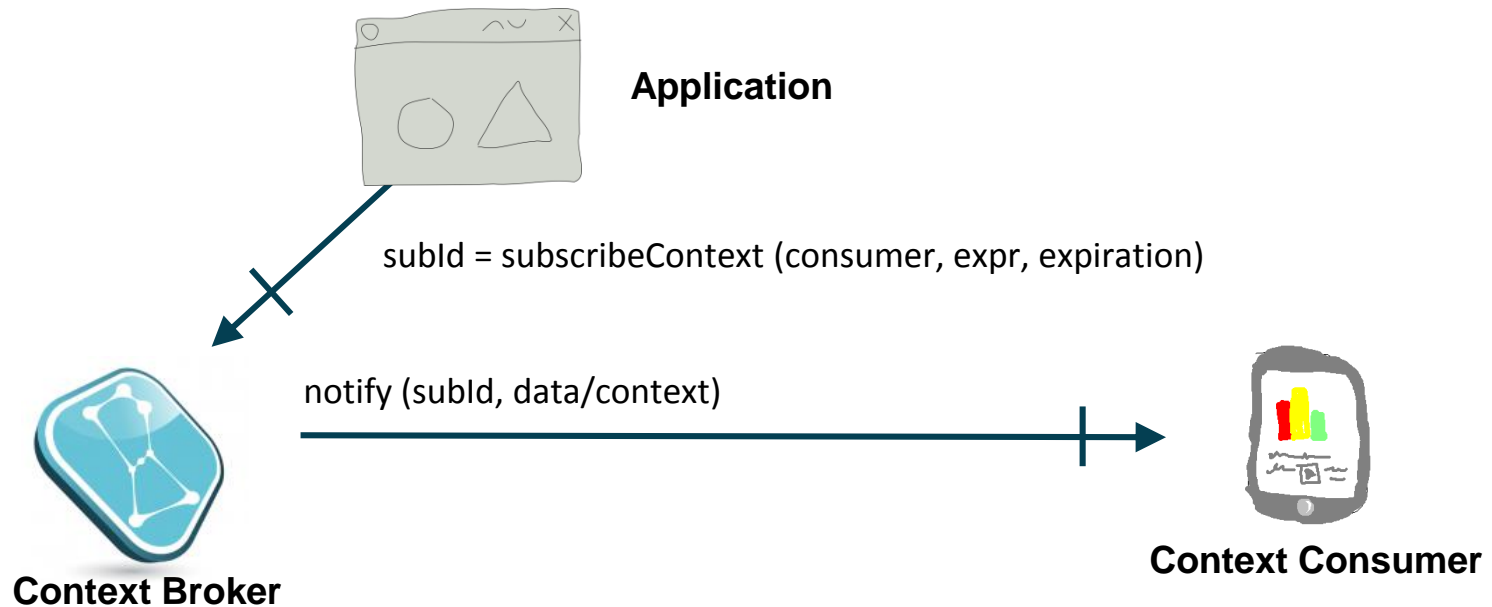 Application
subId = subscribeContext (consumer, expr, expiration)
notify (subId, data/context)
Context Consumer
Context Broker